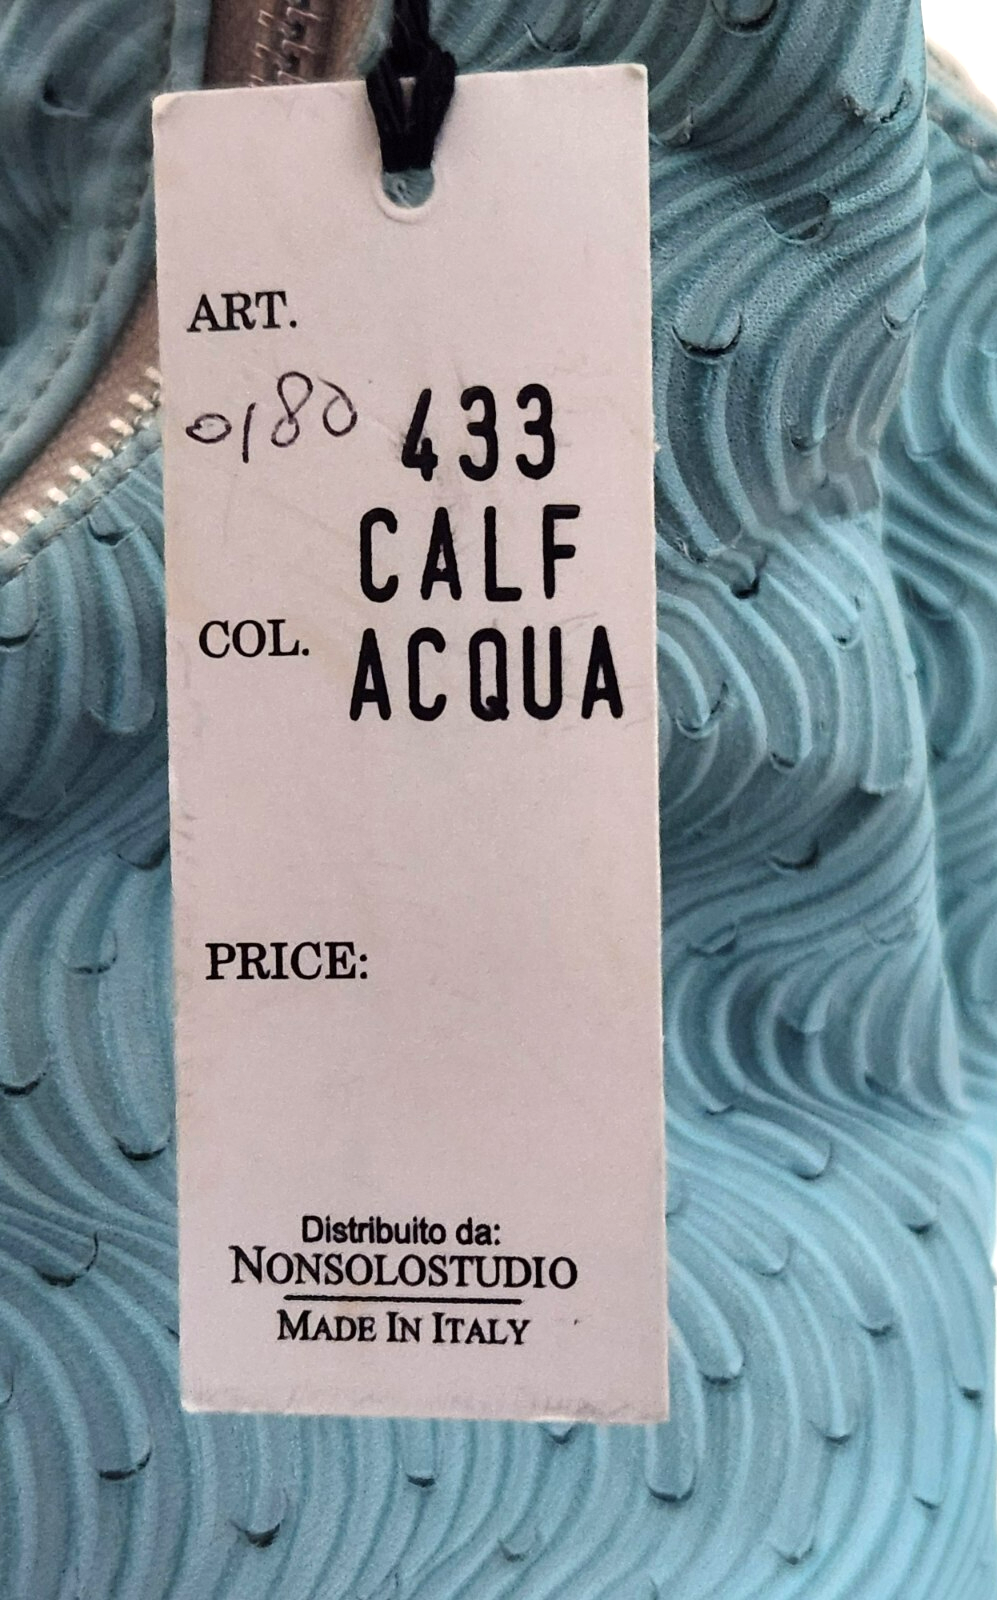 ART.
0180 433
CALF
COL. ACQUA
PRICE:
Distribuito da:
NONSOLOSTUDIO
MADE IN ITALY